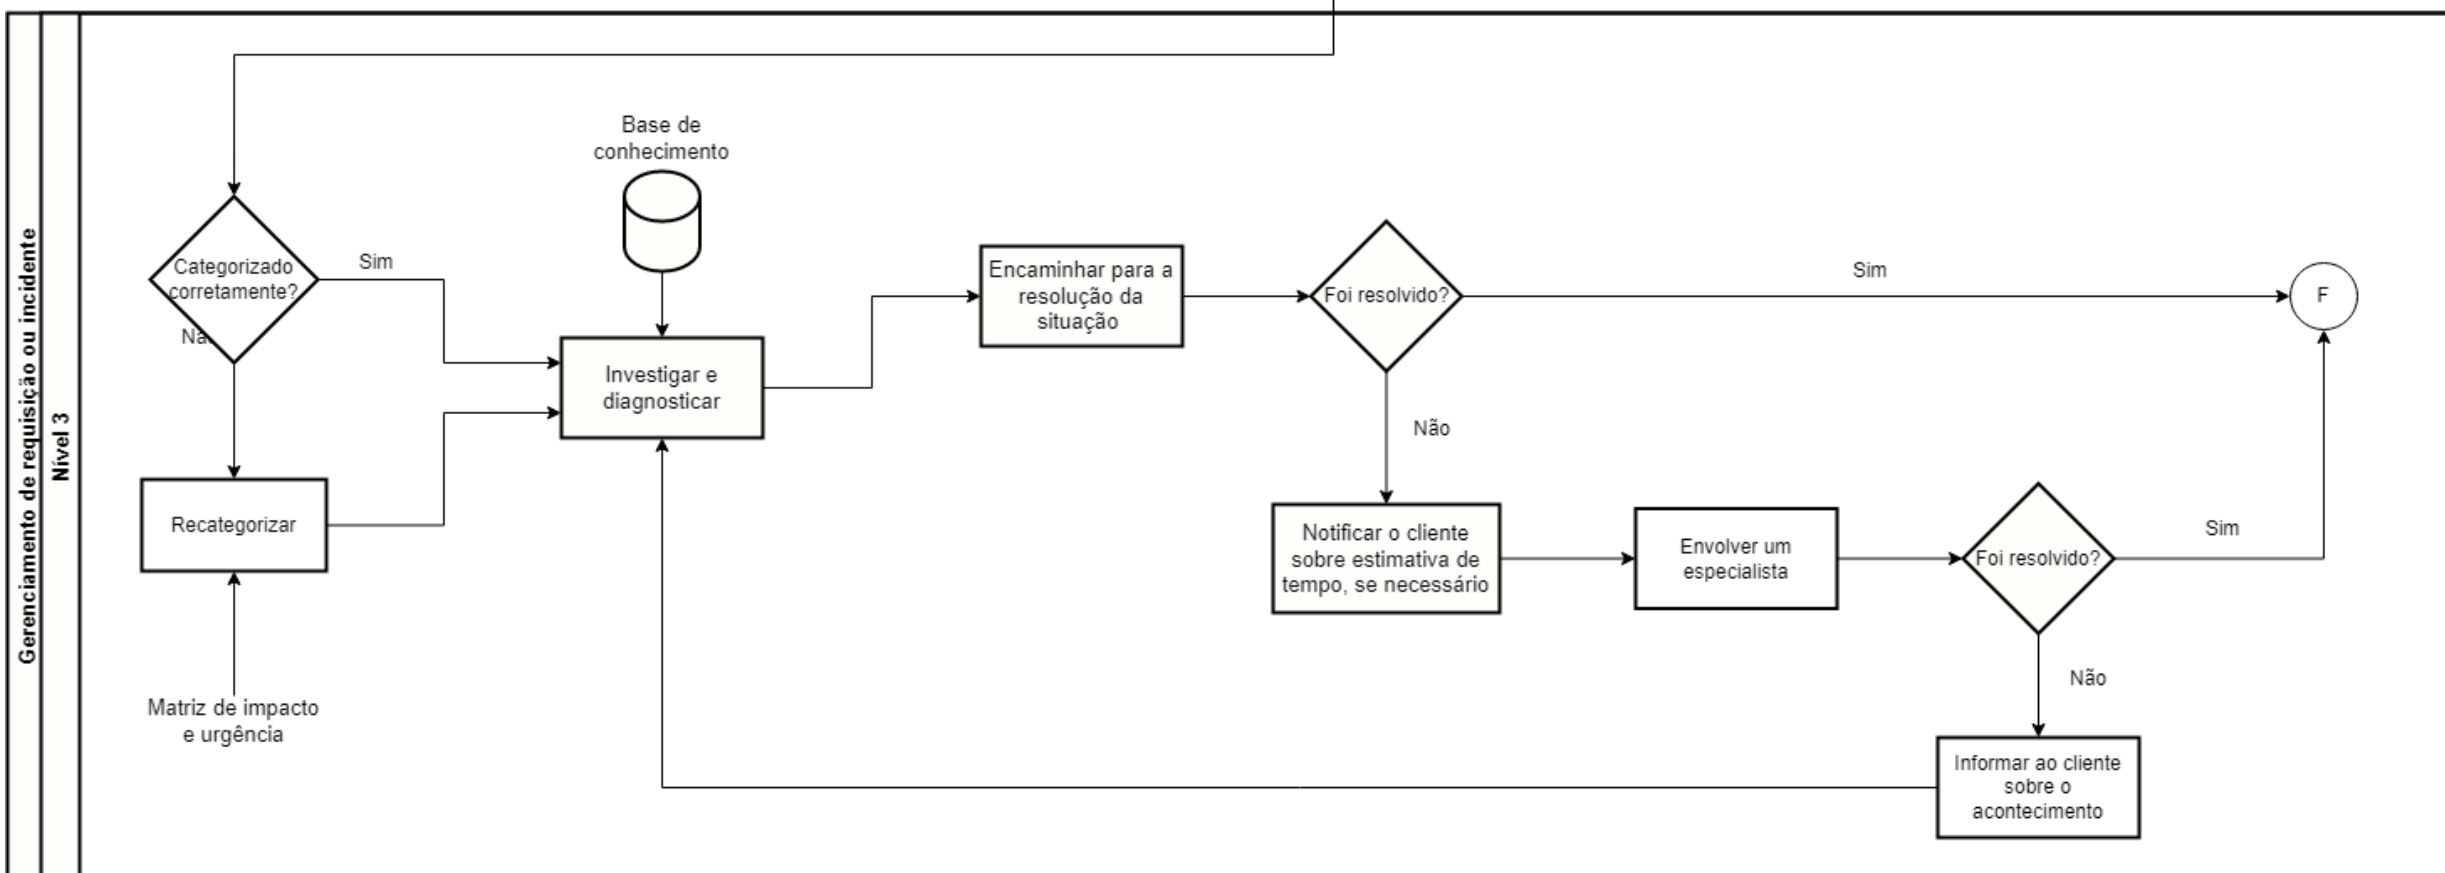 Gerenciamento de requisição ou incidente
Nível 3
Categorizado
corretamente?
Sim
Recategorizar
Matriz de impacto
e urgência
Base de
conhecimento
Investigar e
diagnosticar
Encaminhar para a
resolução da
situação
Foi resolvido?
Sim
F
Não
Notificar o cliente
sobre estimativa de
tempo, se necessário
Envolver um
especialista
Foi resolvido?
Sim
Não
Informar ao cliente
sobre o
acontecimento